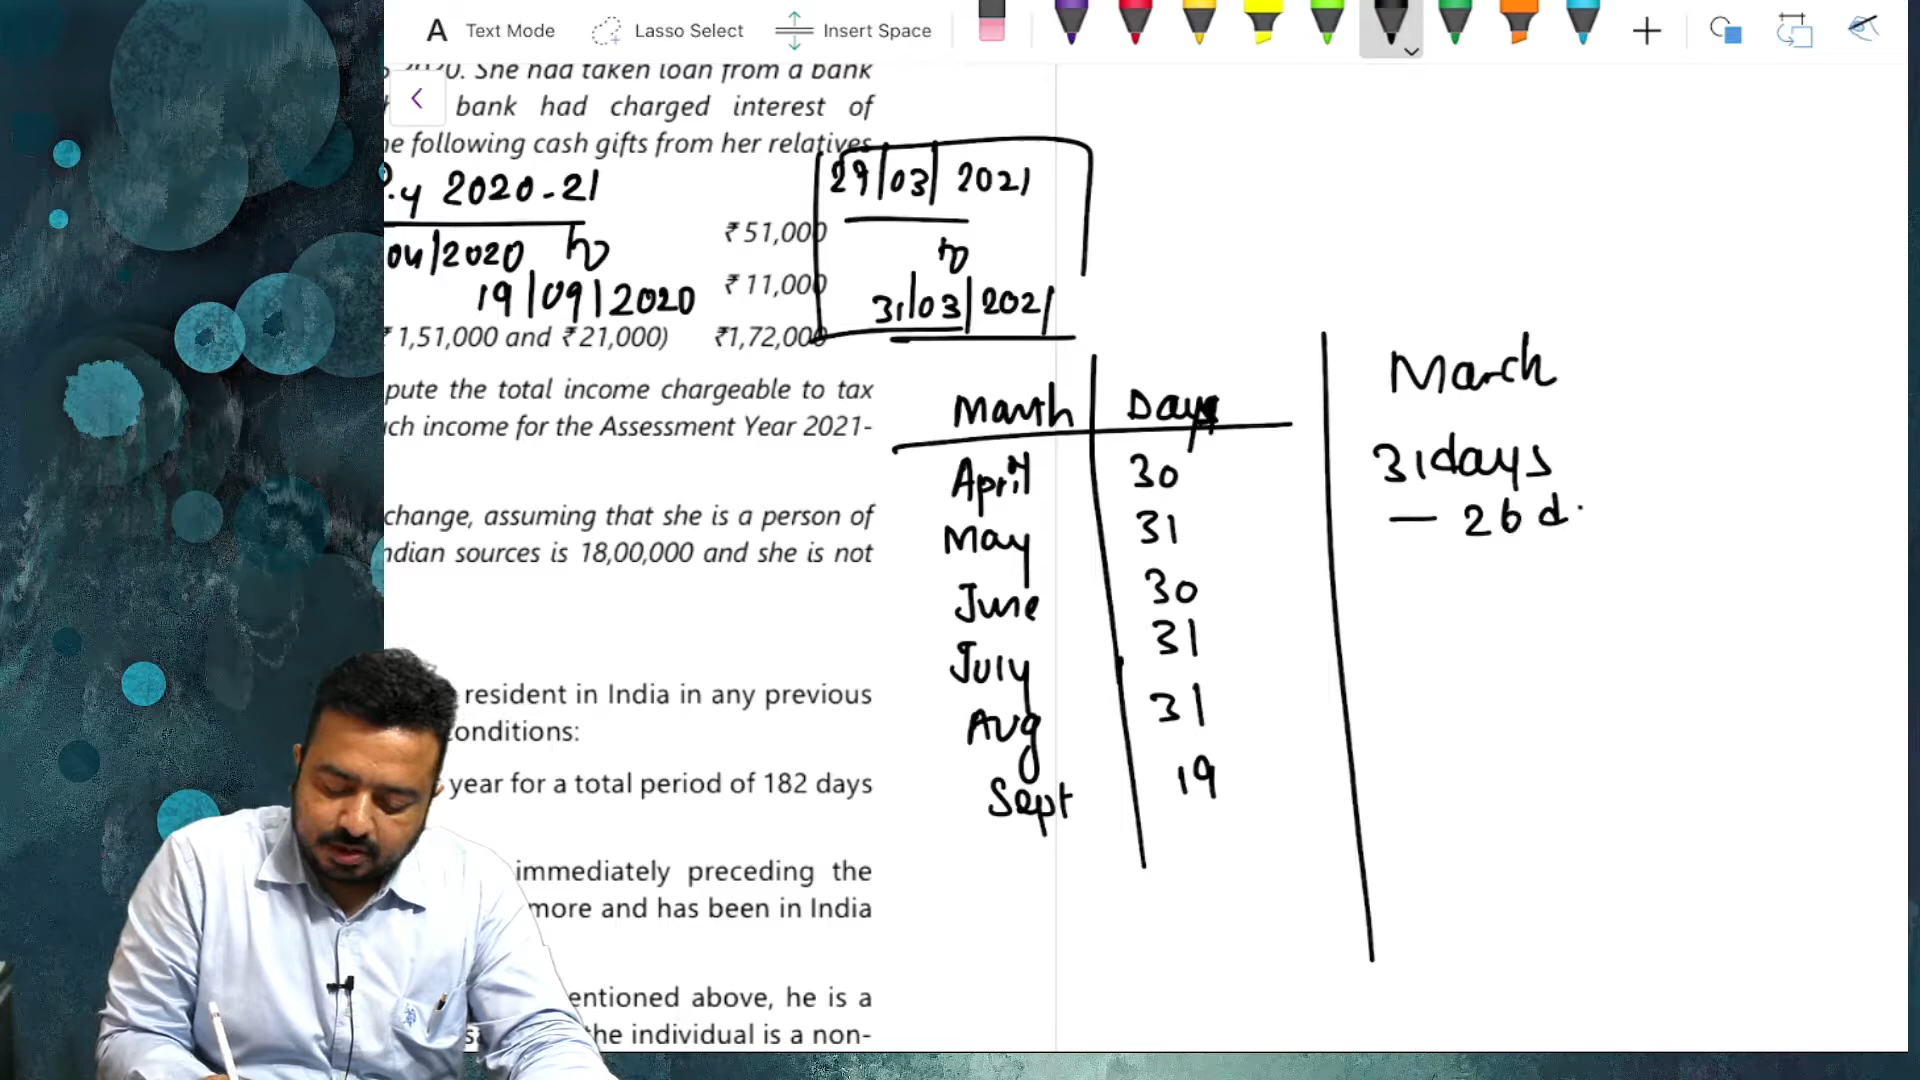 A Text Mode Lasso Select Insert Space
2020. She had taken loan from a bank
bank had charged interest of
he following cash gifts from her relatives
P.y 2020-21
04/2020 to
19/09/2020
₹ 51,000
₹ 11,000
₹ 1,51,000 and ₹ 21,000) ₹1,72,000
29/03/2021
to
31/03/2021
pute the total income chargeable to tax
ch income for the Assessment Year 2021-
change, assuming that she is a person of
ndian sources is 18,00,000 and she is not
resident in India in any previous
conditions:
year for a total period of 182 days
immediately preceding the
more and has been in India
entioned above, he is a
the individual is a non-
Month Days
April 30
May 31
June 30
July 31
Aug 31
Sept 19
March
31days
— 26 d.